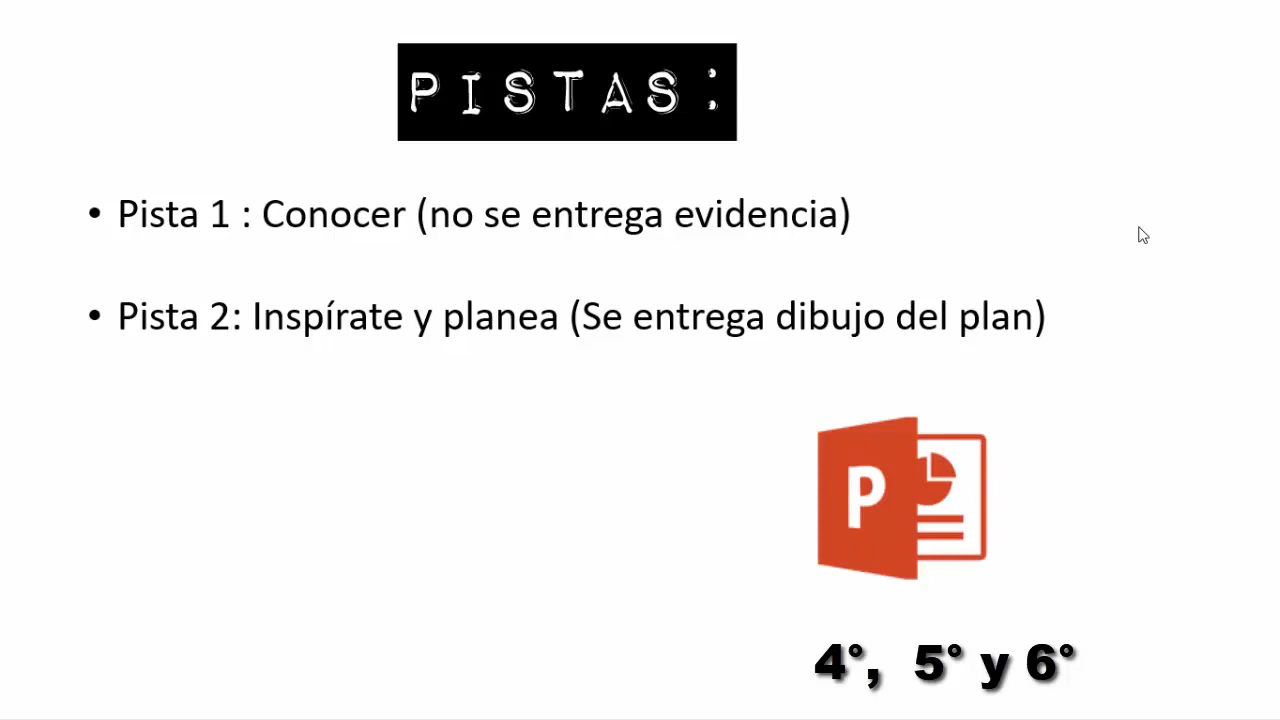 PISTAS:
• Pista 1 : Conocer (no se entrega evidencia)
• Pista 2: Inspírate y planea (Se entrega dibujo del plan)
P
4°, 5° y 6°